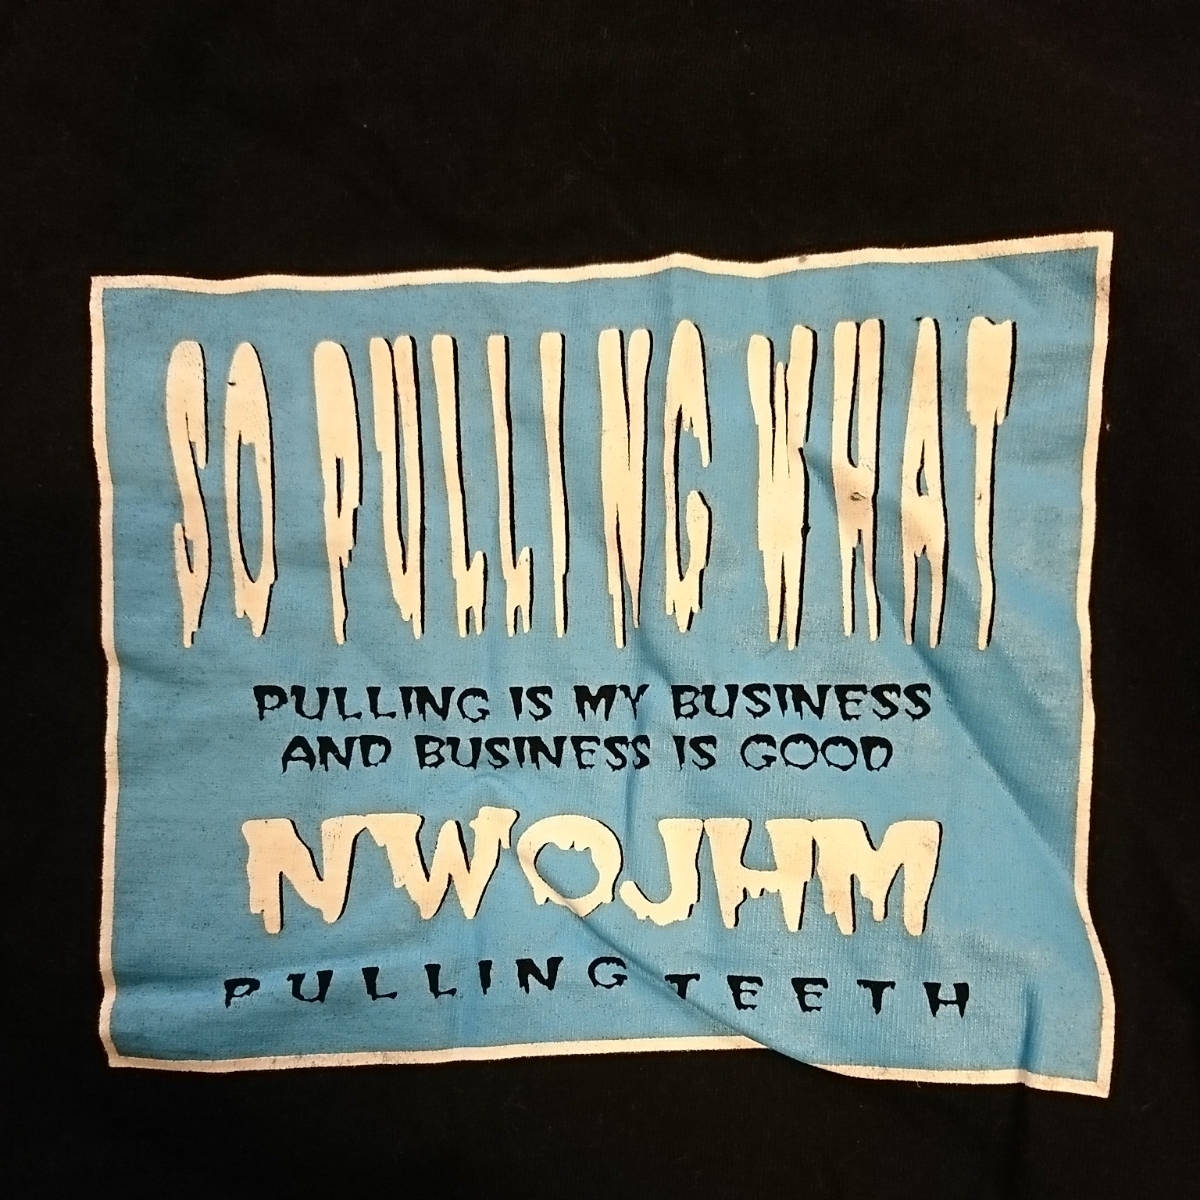 SO PULLING WHAT
PULLING IS MY BUSINESS
AND BUSINESS IS GOOD
NWOJHM
PULLING TEETH